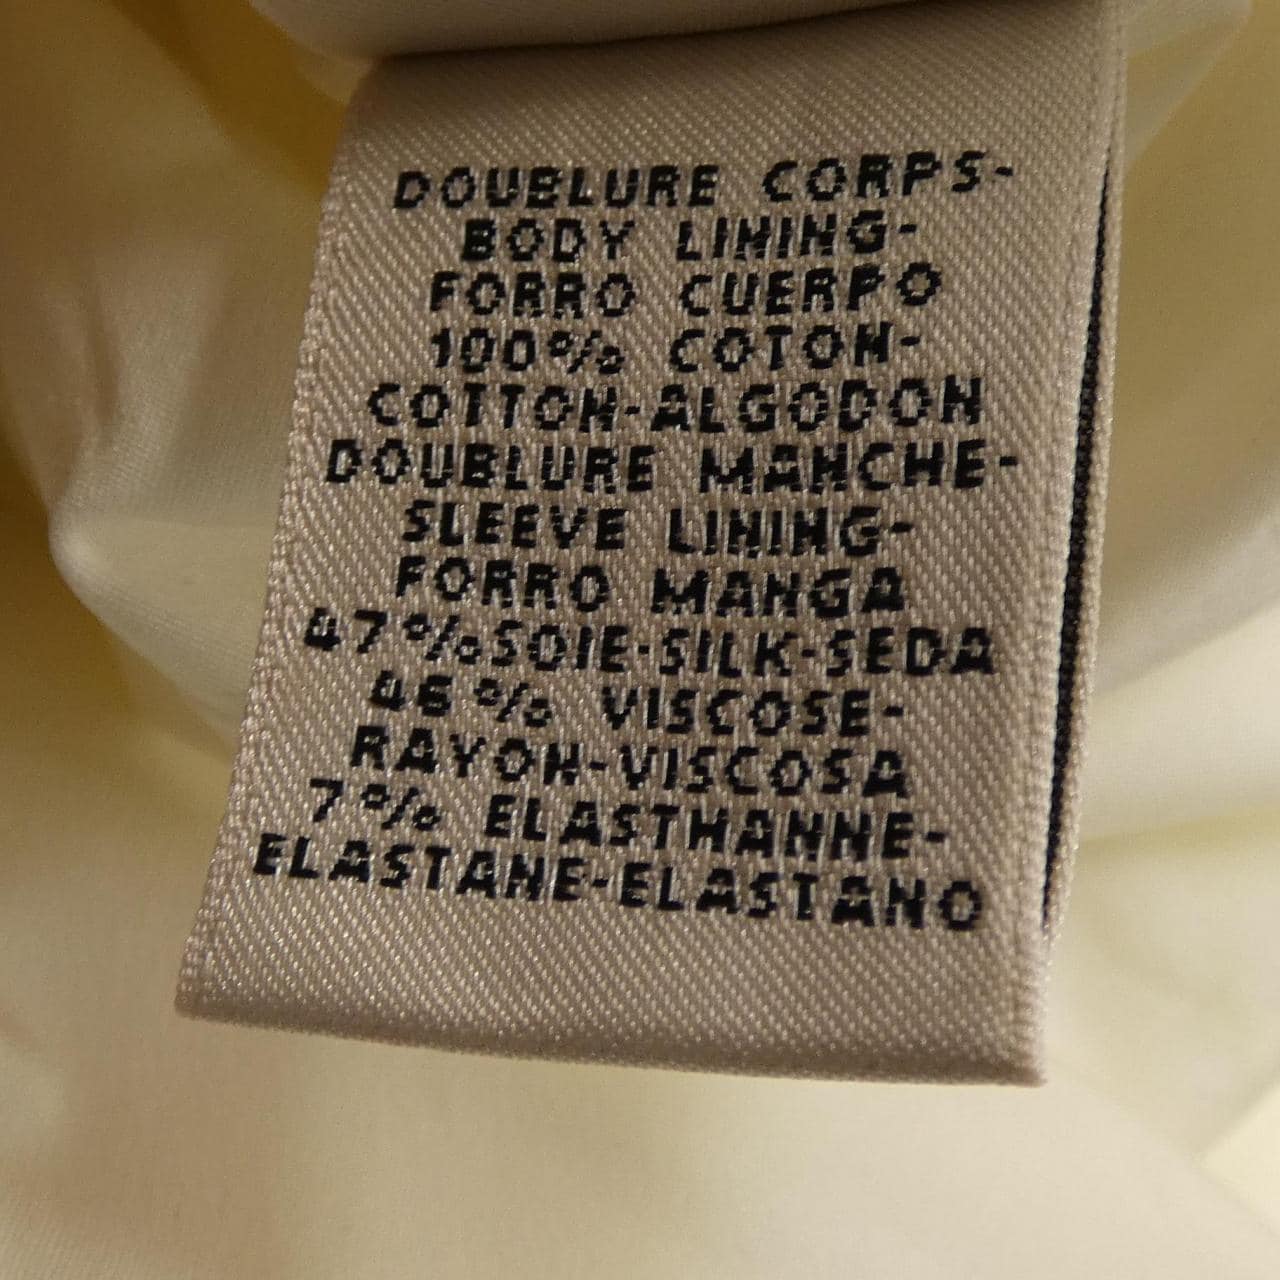 DOUBLURE CORPS-
BODY LINING-
FORRO CUERPO
100% COTON-
COTTON-ALGODON
DOUBLURE MANCHE-
SLEEVE LINING-
FORRO MANGA
47%SOIE-SILK-SEDA
46% VISCOSE-
RAYON-VISCOSA
7% ELASTHANNE-
ELASTANE-ELASTANO